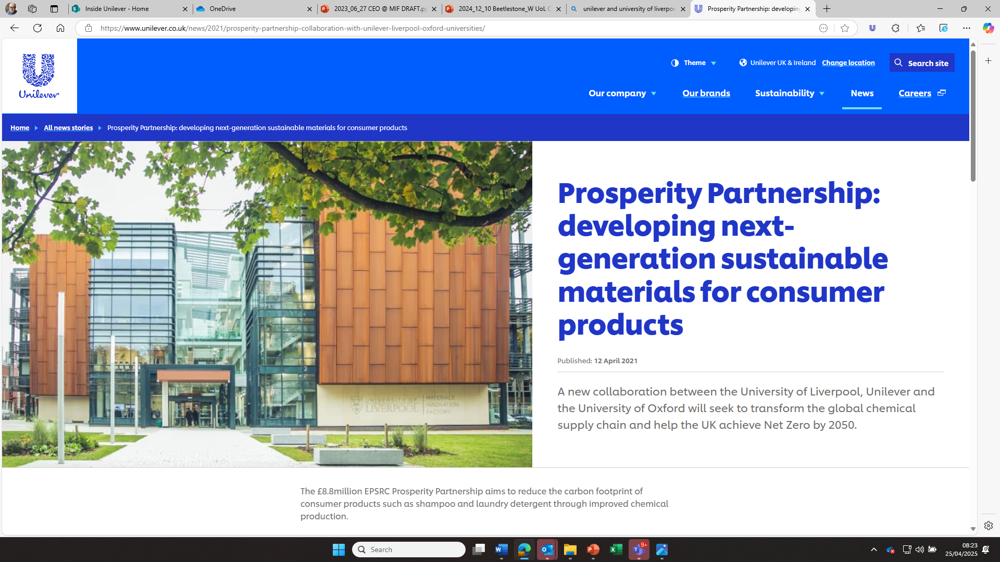 Inside Unilever - Home
OneDrive
2023_06_27 CEO @ MIF DRAFT.pp
2024_12_10 Beetlestone_W UoL C
unilever and university of liverpoo
Prosperity Partnership: developing
https://www.unilever.co.uk/news/2021/prosperity-partnership-collaboration-with-unilever-liverpool-oxford-universities/
Unilever
Theme
Unilever UK & Ireland Change location
Search site
Our company Our brands Sustainability News Careers
Home All news stories Prosperity Partnership: developing next-generation sustainable materials for consumer products
UNIVERSITY OF
LIVERPOOL
MATERIALS
INNOVATION
FACTORY
Prosperity Partnership:
developing next-
generation sustainable
materials for consumer
products
Published: 12 April 2021
A new collaboration between the University of Liverpool, Unilever and
the University of Oxford will seek to transform the global chemical
supply chain and help the UK achieve Net Zero by 2050.
The £8.8million EPSRC Prosperity Partnership aims to reduce the carbon footprint of
consumer products such as shampoo and laundry detergent through improved chemical
production.
Search
9+
08:23
25/04/2025